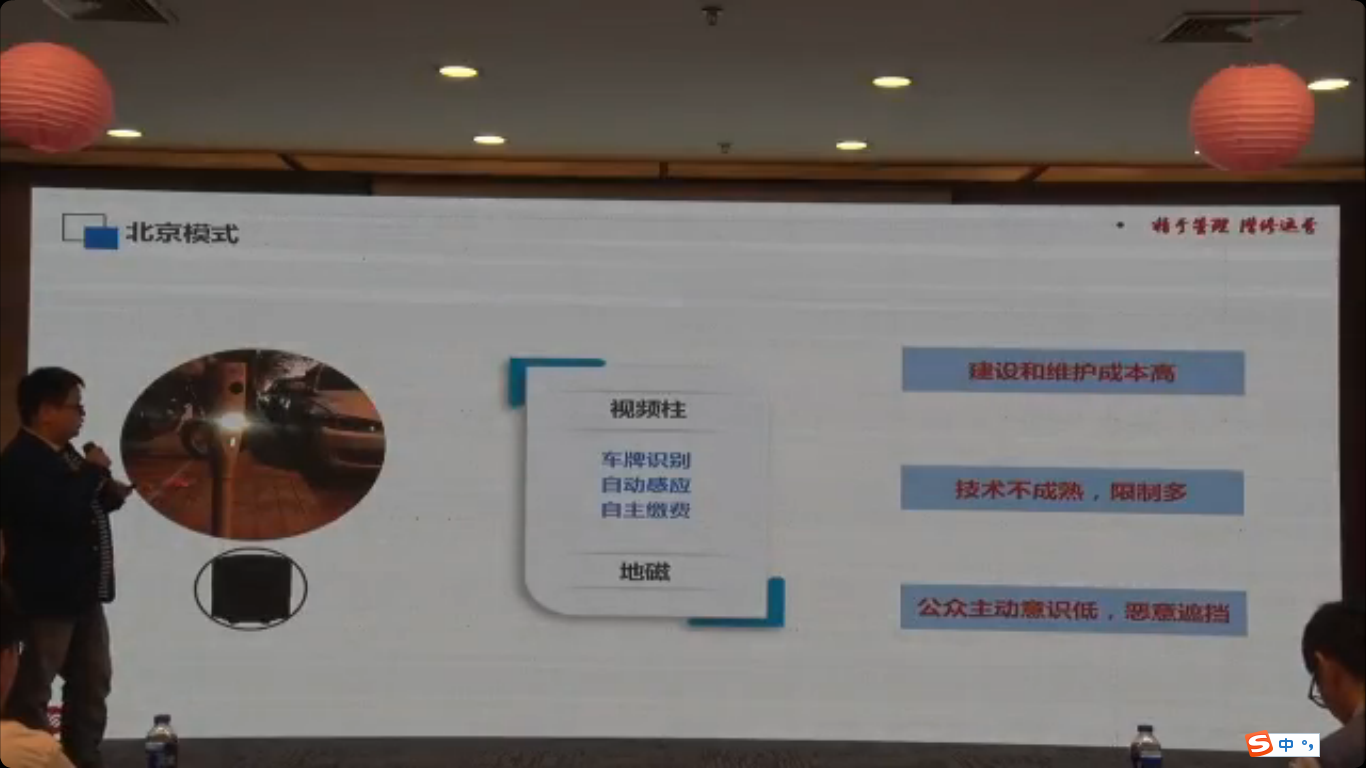 北京模式
精于管理 潜修运营
视频柱
车牌识别
自动感应
自主缴费
地磁
建设和维护成本高
技术不成熟，限制多
公众主动意识低，恶意遮挡
中